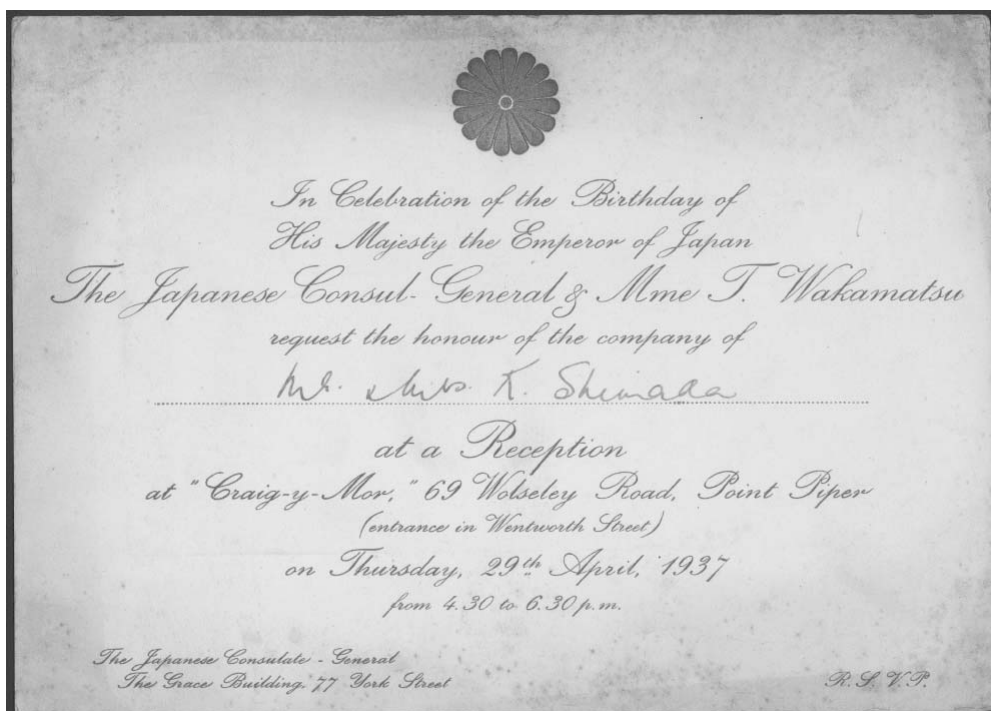 In Celebration of the Birthday of
His Majesty the Emperor of Japan
The Japanese Consul-General & Mme T. Wakamatsu
request the honour of the company of
Mr. & Mrs. K. Shimada
at a Reception
at "Craig-y-Mor," 69 Wolseley Road, Point Piper
(entrance in Wentworth Street)
on Thursday, 29th April, 1937
from 4.30 to 6.30 p.m.
The Japanese Consulate-General
The Grace Building, 77 York Street
R.S.V.P.